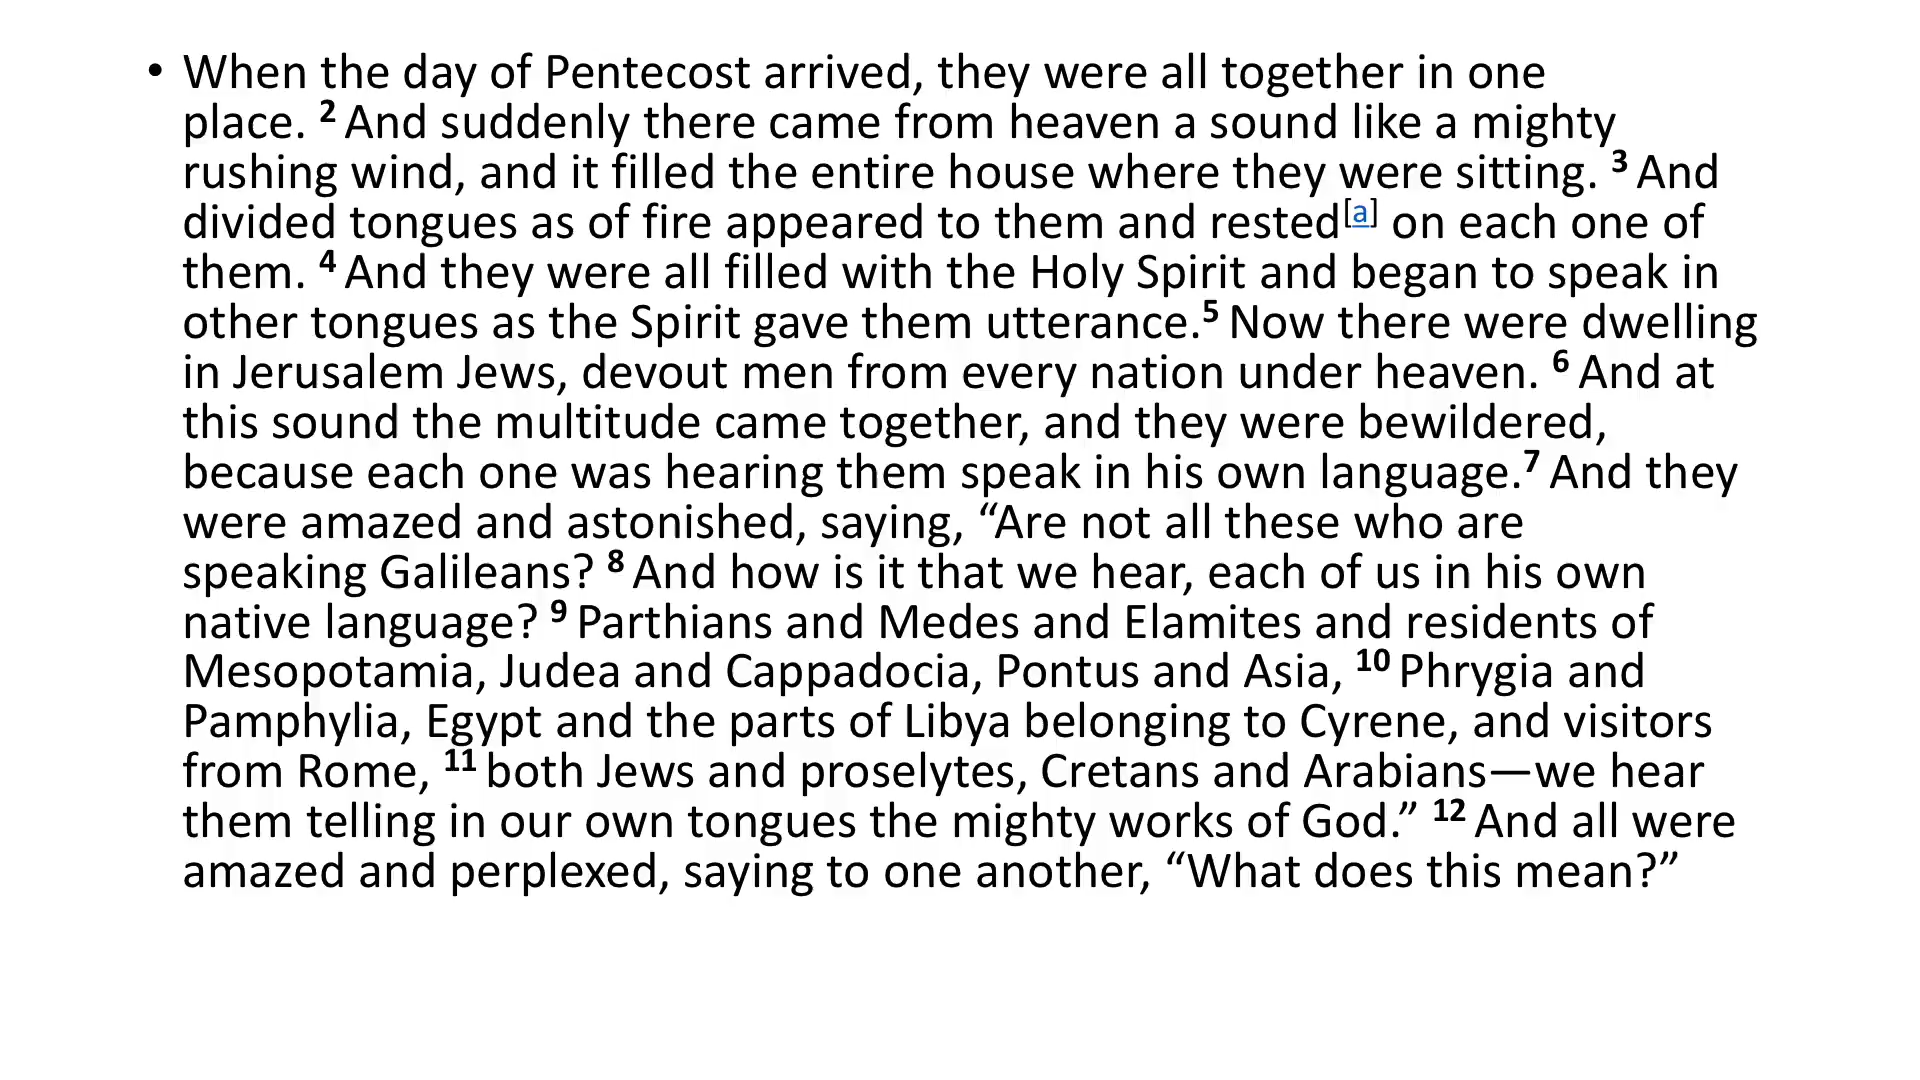 • When the day of Pentecost arrived, they were all together in one
place. 2 And suddenly there came from heaven a sound like a mighty
rushing wind, and it filled the entire house where they were sitting. 3 And
divided tongues as of fire appeared to them and rested[a] on each one of
them. 4 And they were all filled with the Holy Spirit and began to speak in
other tongues as the Spirit gave them utterance.5 Now there were dwelling
in Jerusalem Jews, devout men from every nation under heaven. 6 And at
this sound the multitude came together, and they were bewildered,
because each one was hearing them speak in his own language.7 And they
were amazed and astonished, saying, “Are not all these who are
speaking Galileans? 8 And how is it that we hear, each of us in his own
native language? 9 Parthians and Medes and Elamites and residents of
Mesopotamia, Judea and Cappadocia, Pontus and Asia, 10 Phrygia and
Pamphylia, Egypt and the parts of Libya belonging to Cyrene, and visitors
from Rome, 11 both Jews and proselytes, Cretans and Arabians—we hear
them telling in our own tongues the mighty works of God.” 12 And all were
amazed and perplexed, saying to one another, “What does this mean?”